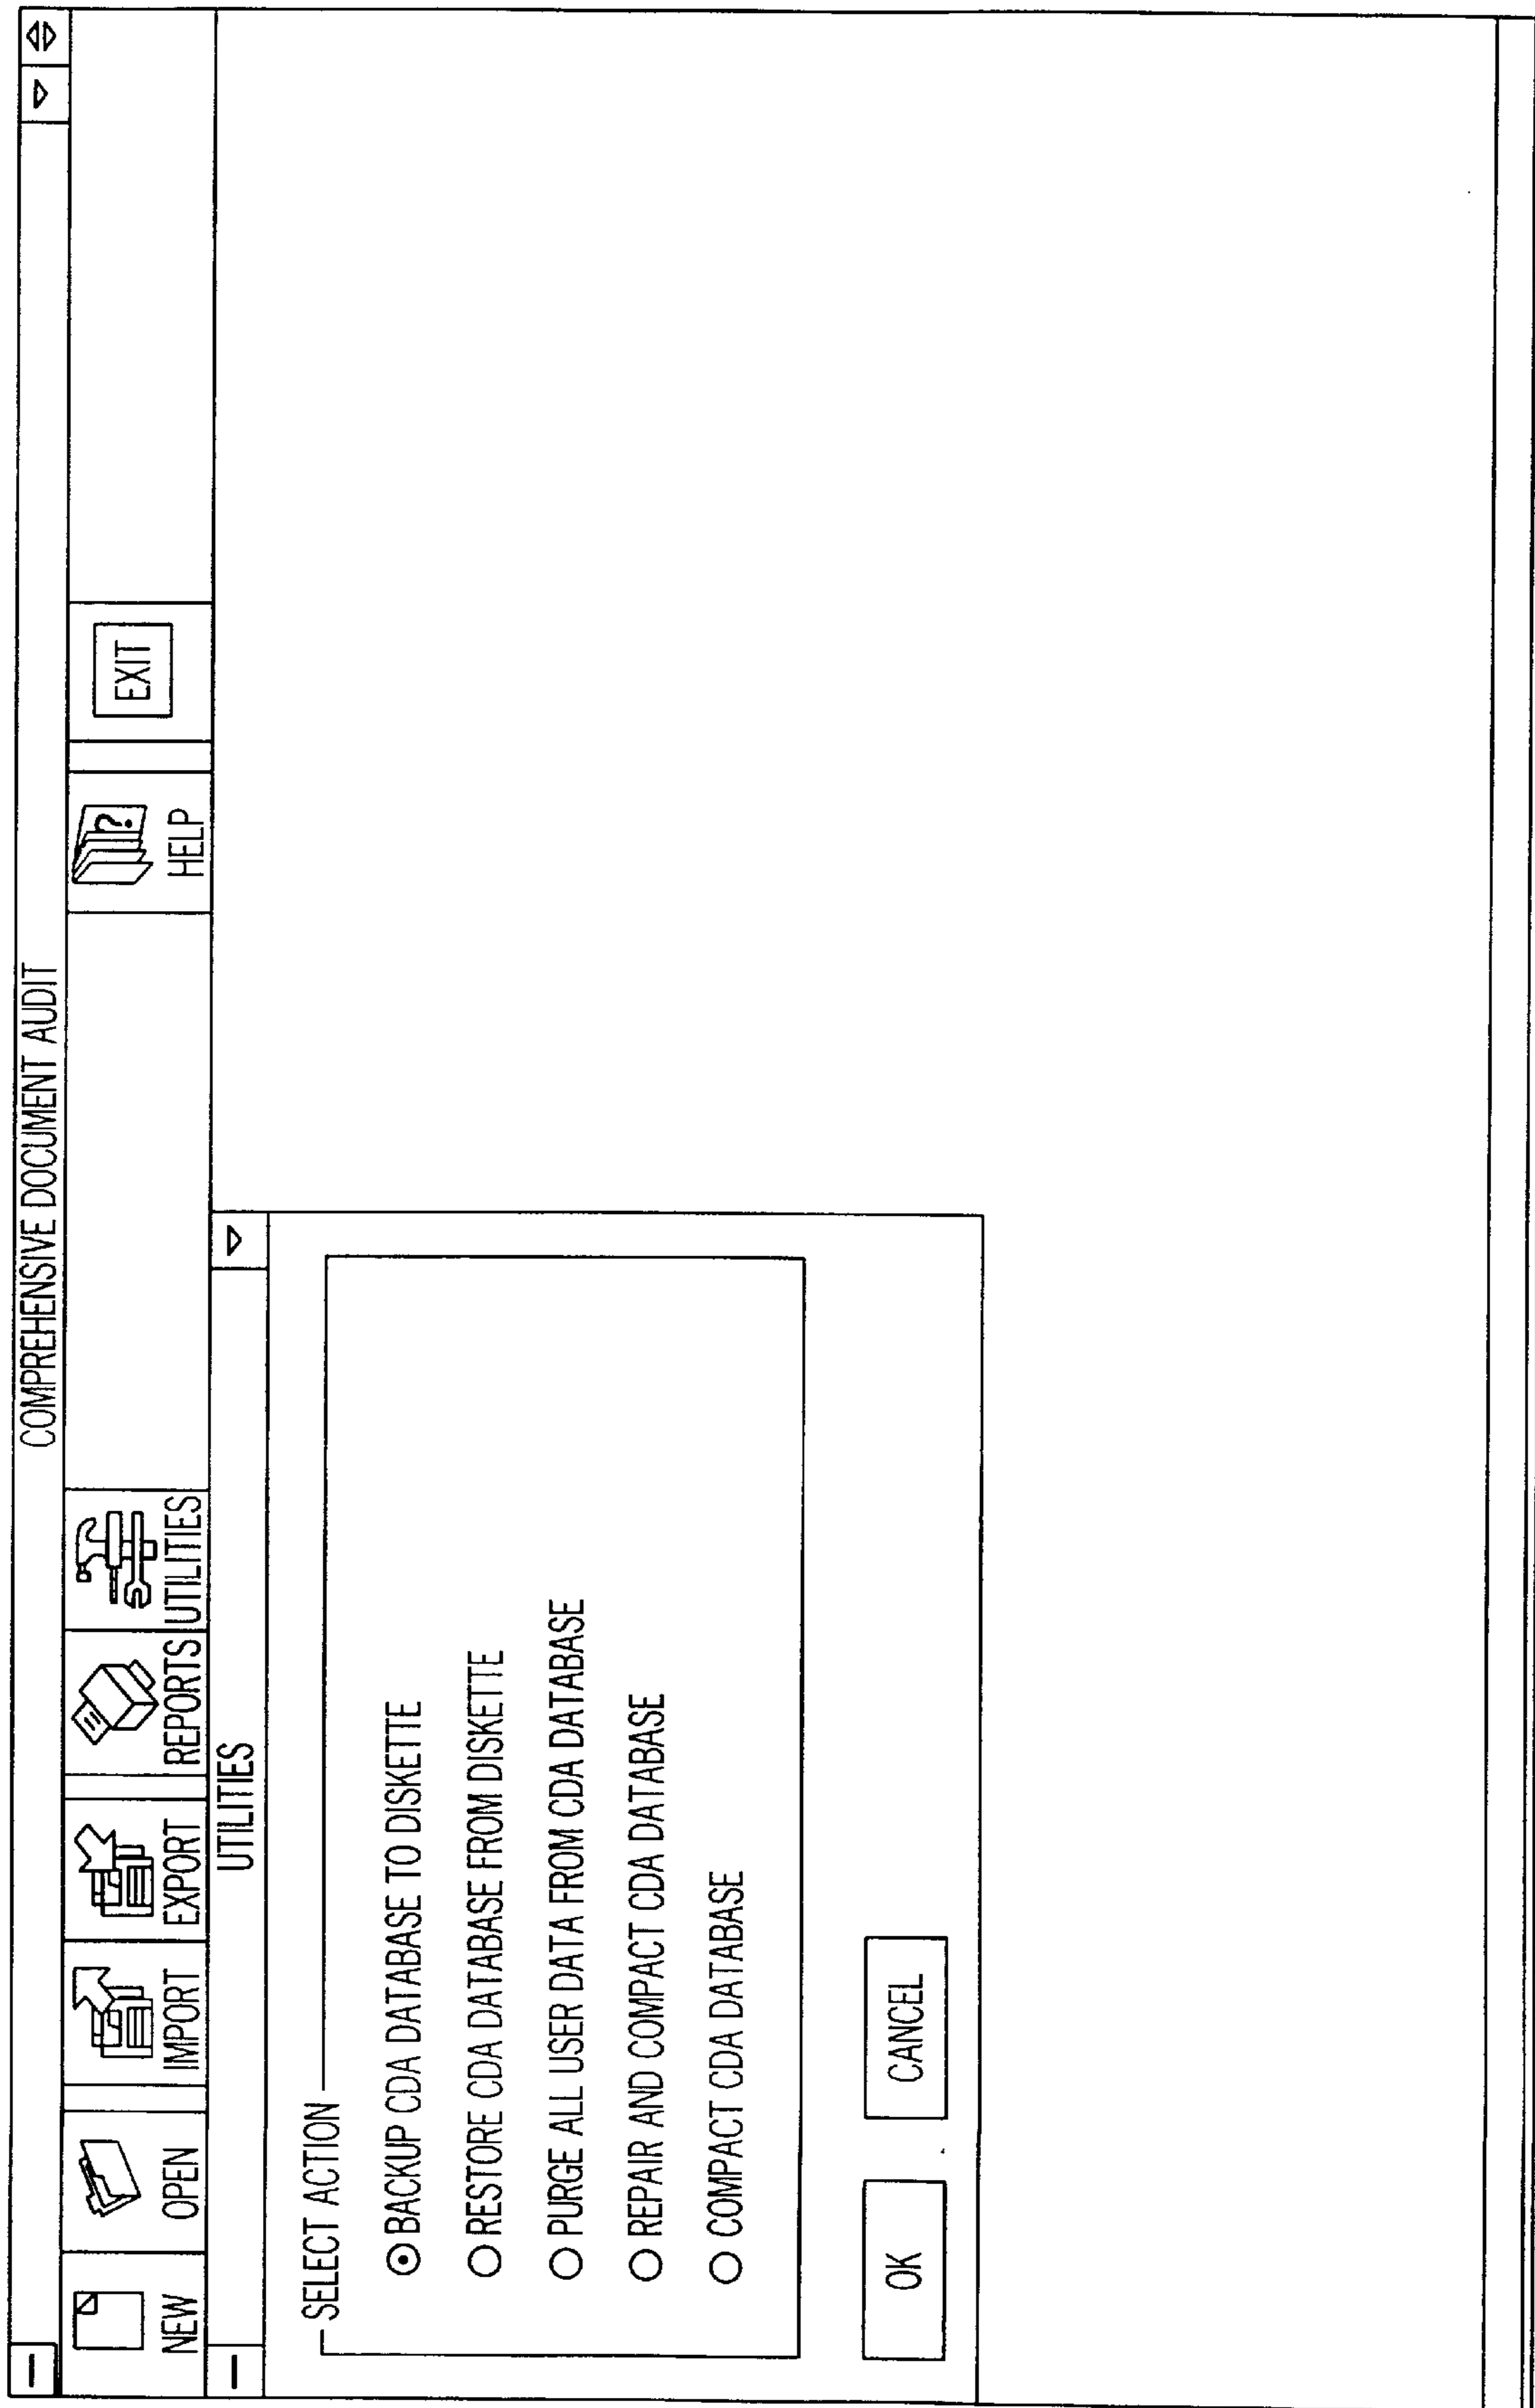 COMPREHENSIVE DOCUMENT AUDIT
NEW OPEN IMPORT EXPORT REPORTS UTILITIES HELP EXIT
UTILITIES
SELECT ACTION
BACKUP CDA DATABASE TO DISKETTE
RESTORE CDA DATABASE FROM DISKETTE
PURGE ALL USER DATA FROM CDA DATABASE
REPAIR AND COMPACT CDA DATABASE
COMPACT CDA DATABASE
OK CANCEL